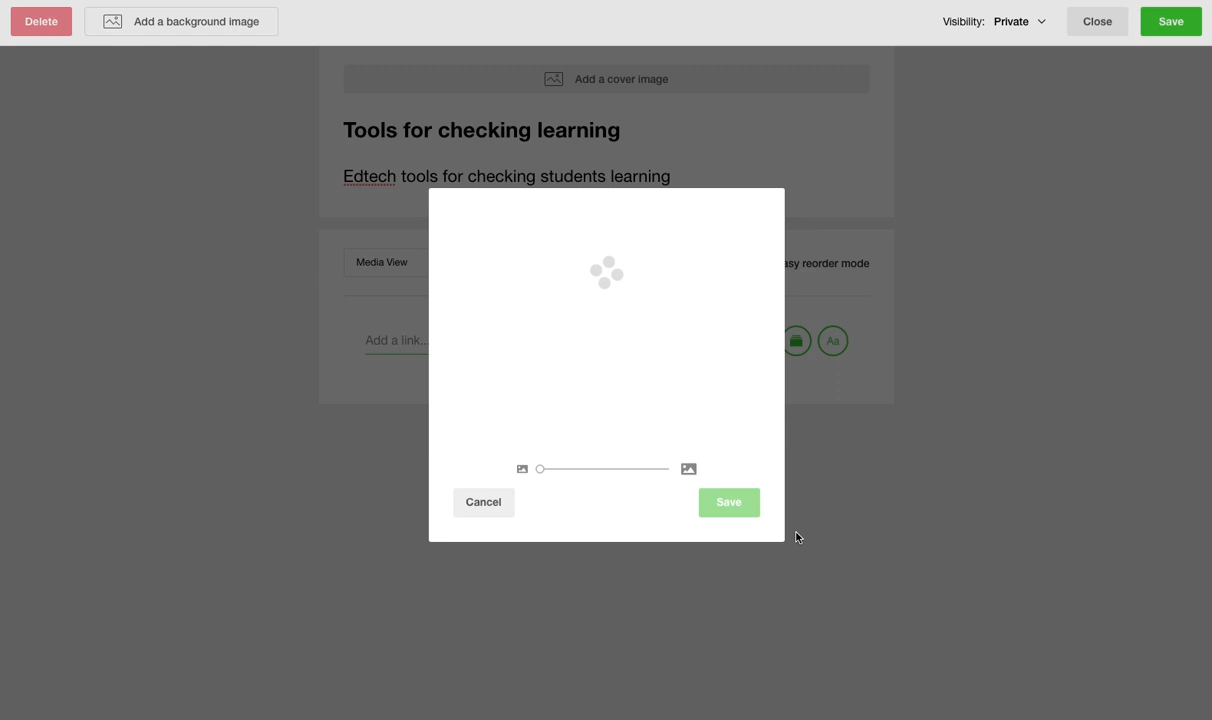 Delete
Add a background image
Visibility: Private
Close
Save
Add a cover image
Tools for checking learning
Edtech tools for checking students learning
Media View
asy reorder mode
Add a link...
Aa
Cancel
Save